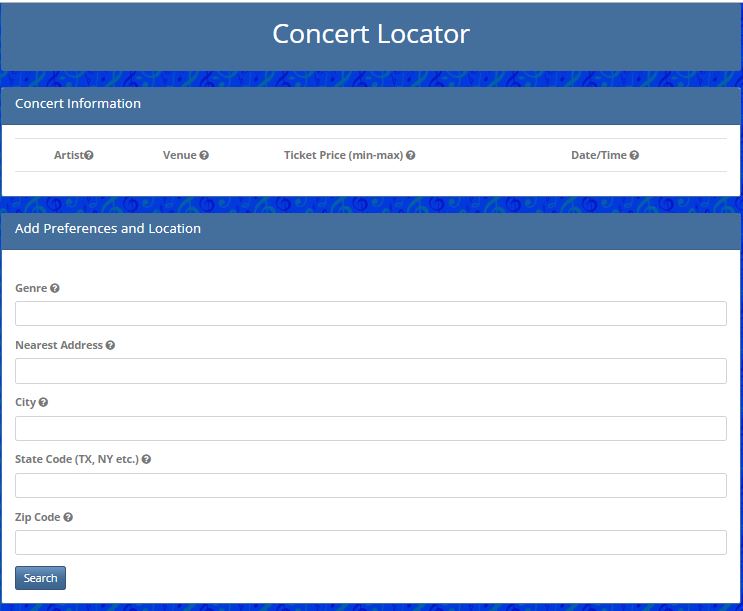 Concert Locator
Concert Information
Artist Venue Ticket Price (min-max) Date/Time
Add Preferences and Location
Genre
Nearest Address
City
State Code (TX, NY etc.)
Zip Code
Search